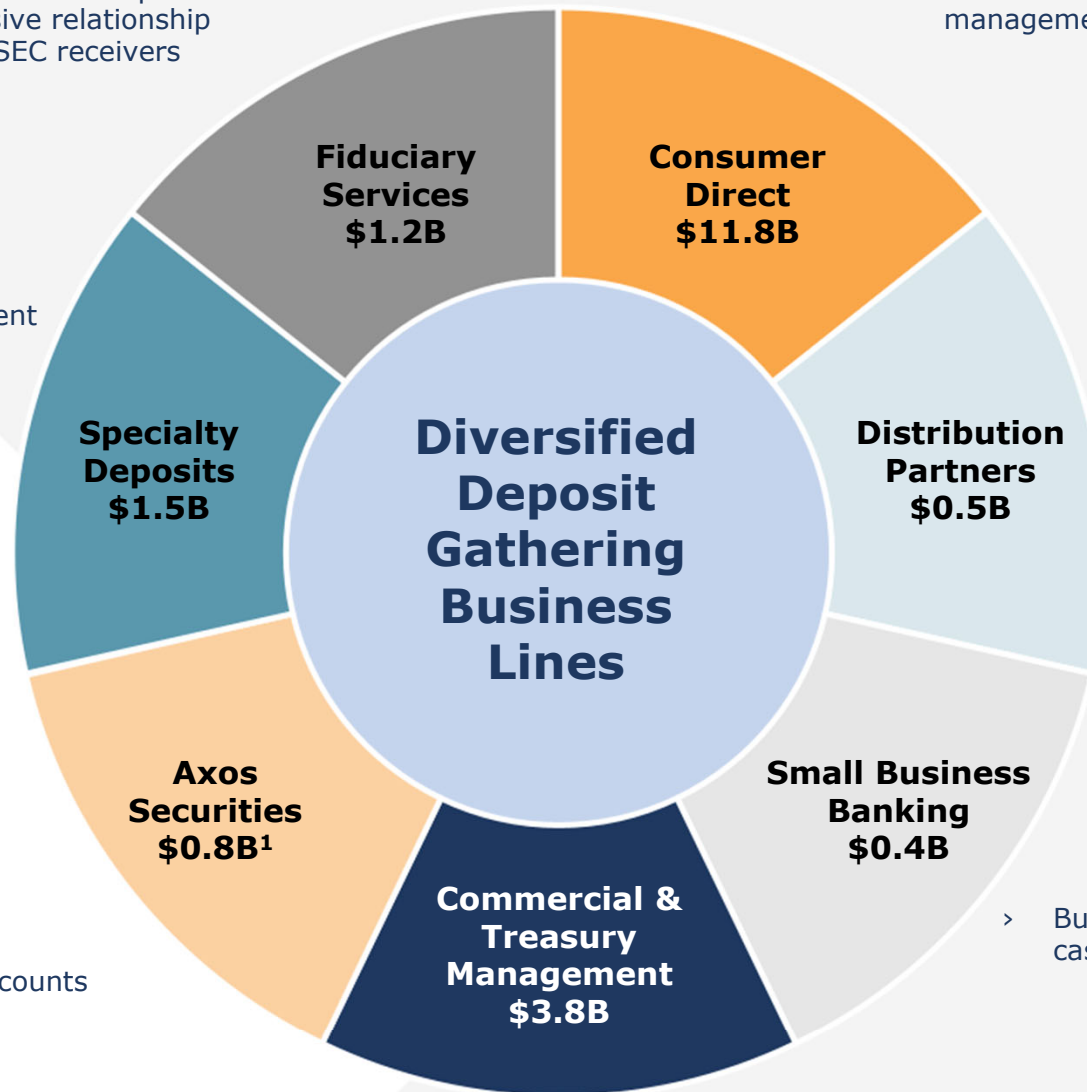 sive relationship
SEC receivers
Fiduciary
Services
$1.2B
Consumer
Direct
$11.8B
Specialty
Deposits
$1.5B
Diversified
Deposit
Gathering
Business
Lines
Distribution
Partners
$0.5B
Axos
Securities
$0.8B¹
Small Business
Banking
$0.4B
Commercial &
Treasury
Management
$3.8B
ent
counts
manageme
› Bu
cas